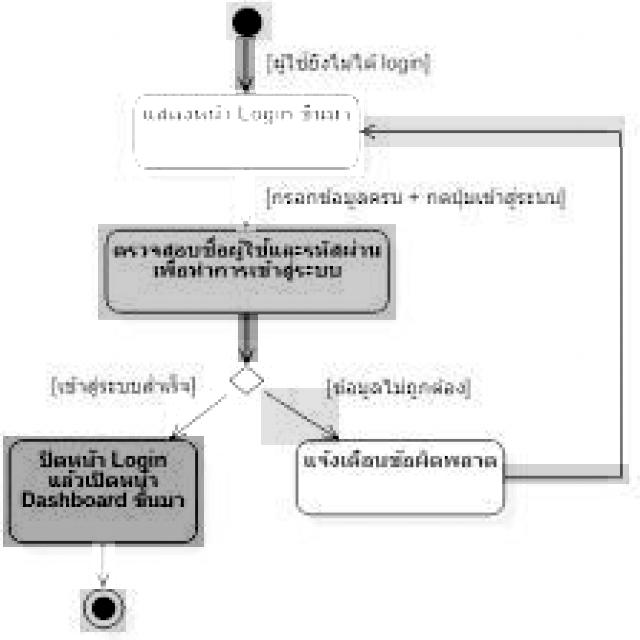 [ผู้ใช้ยังไม่ได้ login]
แสดงหน้า Login ขึ้นมา
[กรอกข้อมูลครบ + กดปุ่มเข้าสู่ระบบ]
ตรวจสอบชื่อผู้ใช้และรหัสผ่าน
เพื่อทำการเข้าสู่ระบบ
[เข้าสู่ระบบสำเร็จ]
[ข้อมูลไม่ถูกต้อง]
ปิดหน้า Login
แล้วเปิดหน้า
Dashboard ขึ้นมา
แจ้งเตือนข้อผิดพลาด